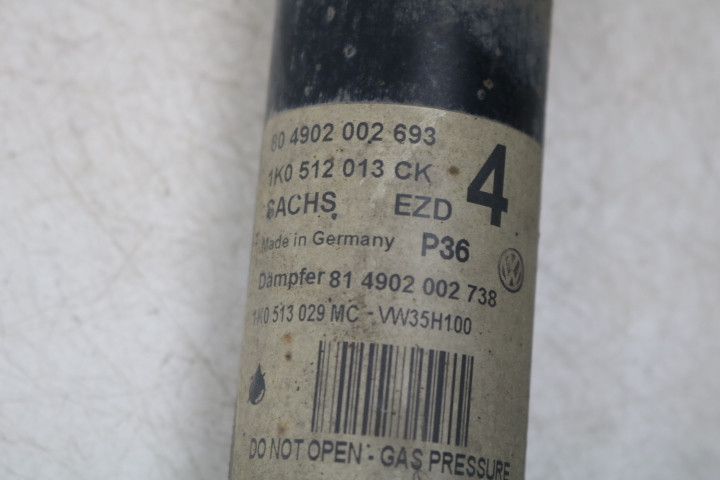 80 4902 002 693
1K0 512 013 CK 4
SACHS EZD
Made in Germany P36
Dämpfer 81 4902 002 738
1K0 513 029 MC - VW35H100
DO NOT OPEN - GAS PRESSURE